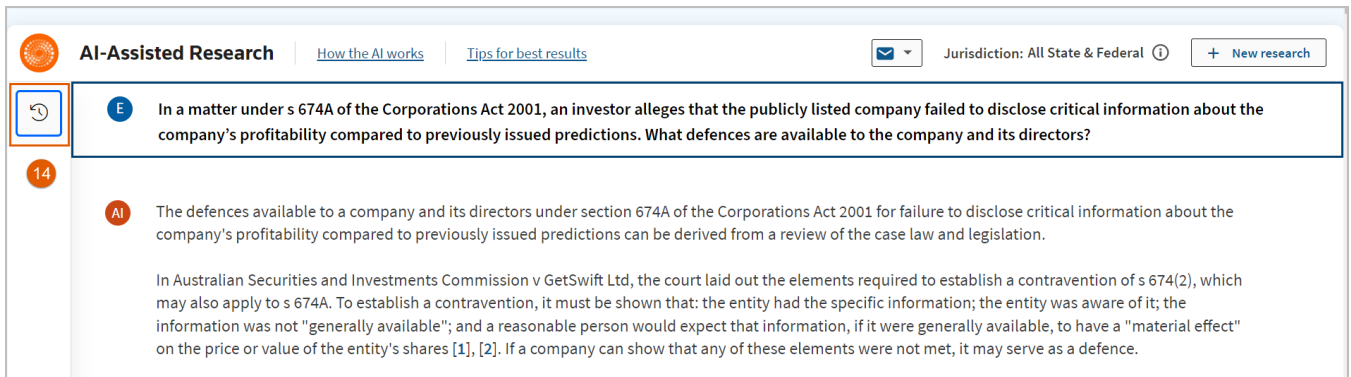 AI-Assisted Research How the AI works Tips for best results Jurisdiction: All State & Federal + New research
E In a matter under s 674A of the Corporations Act 2001, an investor alleges that the publicly listed company failed to disclose critical information about the
company's profitability compared to previously issued predictions. What defences are available to the company and its directors?
14
AI The defences available to a company and its directors under section 674A of the Corporations Act 2001 for failure to disclose critical information about the
company's profitability compared to previously issued predictions can be derived from a review of the case law and legislation.
In Australian Securities and Investments Commission v GetSwift Ltd, the court laid out the elements required to establish a contravention of s 674(2), which
may also apply to s 674A. To establish a contravention, it must be shown that: the entity had the specific information; the entity was aware of it; the
information was not "generally available"; and a reasonable person would expect that information, if it were generally available, to have a "material effect"
on the price or value of the entity's shares [1], [2]. If a company can show that any of these elements were not met, it may serve as a defence.